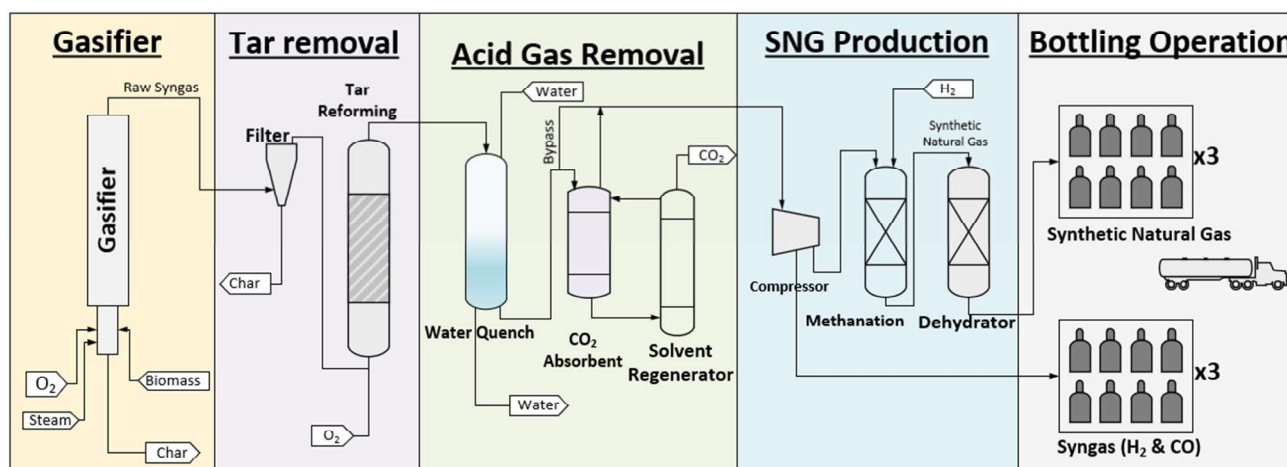 Gasifier
Raw Syngas
Gasifier
O₂
Steam
Biomass
Char
Tar removal
Tar
Reforming
Filter
Char
O₂
Acid Gas Removal
Water
Bypass
CO₂
Water Quench
CO₂
Absorbent
Solvent
Regenerator
Water
SNG Production
H₂
Synthetic
Natural Gas
Compressor
Methanation
Dehydrator
Bottling Operation
x3
Synthetic Natural Gas
x3
Syngas (H₂ & CO)